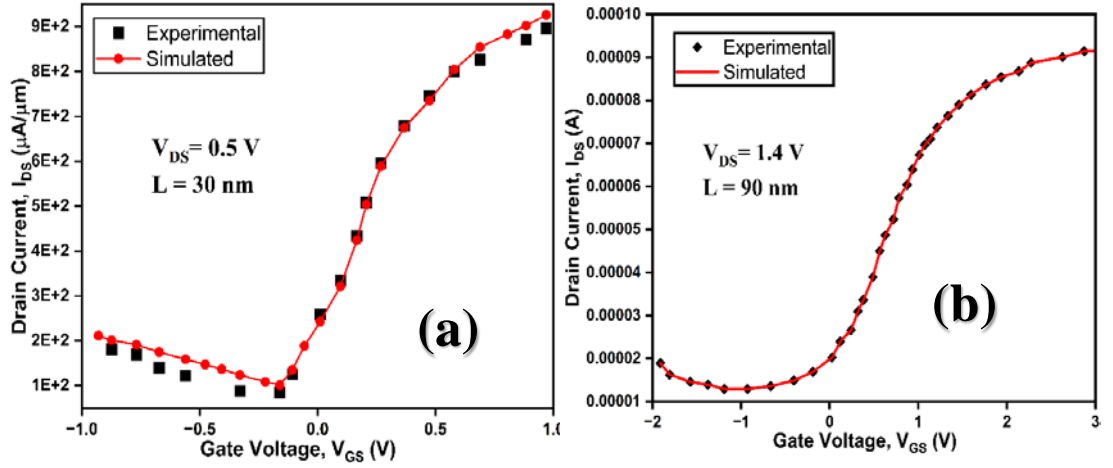 9E+2
8E+2
7E+2
6E+2
5E+2
4E+2
3E+2
2E+2
1E+2
Drain Current, I_DS (μA/μm)
Experimental
Simulated
V_DS= 0.5 V
L = 30 nm
(a)
−1.0 −0.5 0.0 0.5 1.0
Gate Voltage, V_GS (V)
0.00010
0.00009
0.00008
0.00007
0.00006
0.00005
0.00004
0.00003
0.00002
0.00001
Drain Current, I_DS (A)
Experimental
Simulated
V_DS= 1.4 V
L = 90 nm
(b)
−2 −1 0 1 2 3
Gate Voltage, V_GS (V)